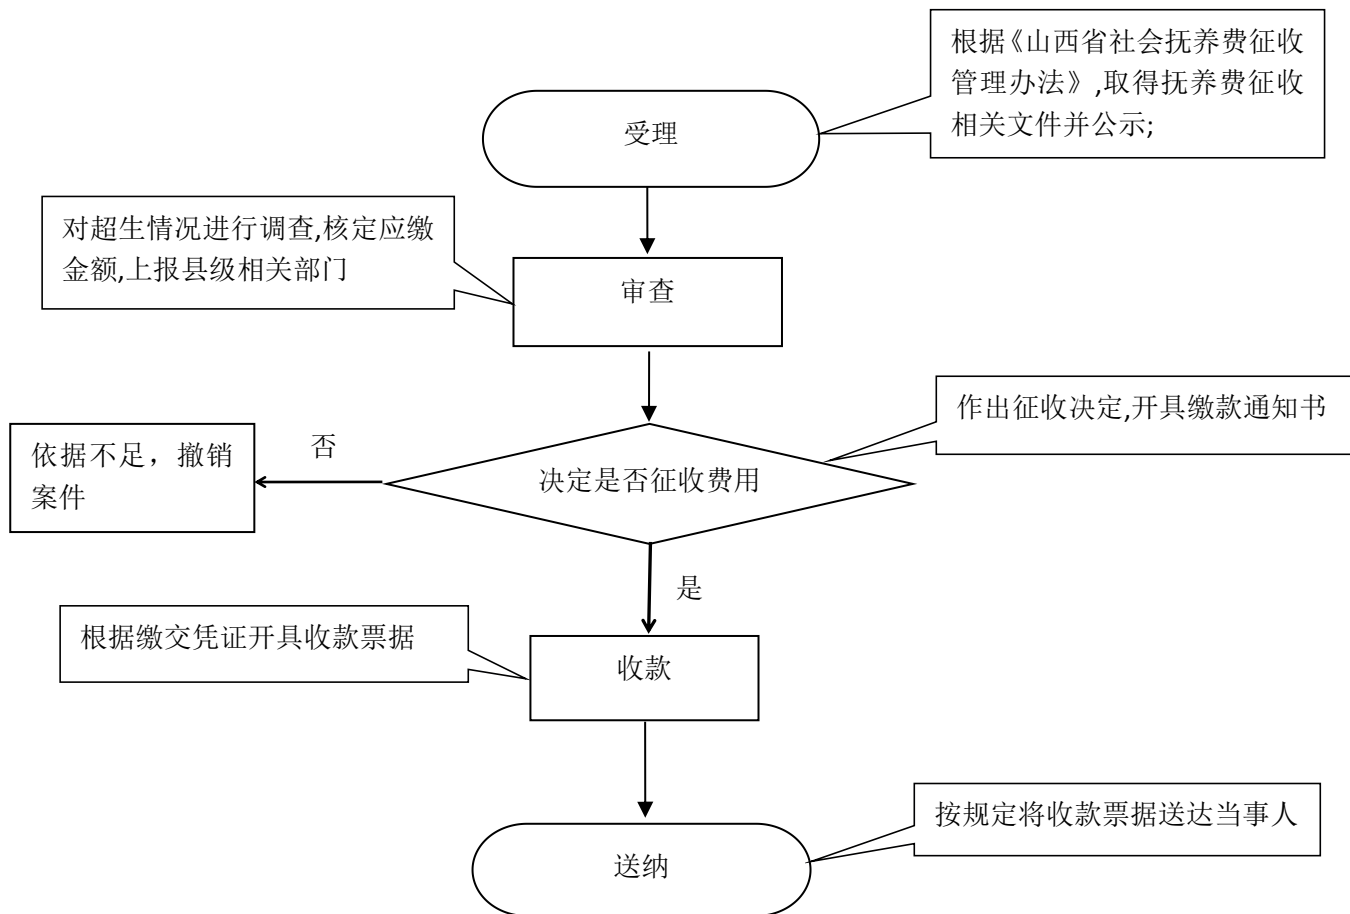 根据《山西省社会抚养费征收
管理办法》,取得抚养费征收
相关文件并公示;
受理
对超生情况进行调查,核定应缴
金额,上报县级相关部门
审查
作出征收决定,开具缴款通知书
依据不足，撤销
案件
否
决定是否征收费用
是
根据缴交凭证开具收款票据
收款
按规定将收款票据送达当事人
送纳